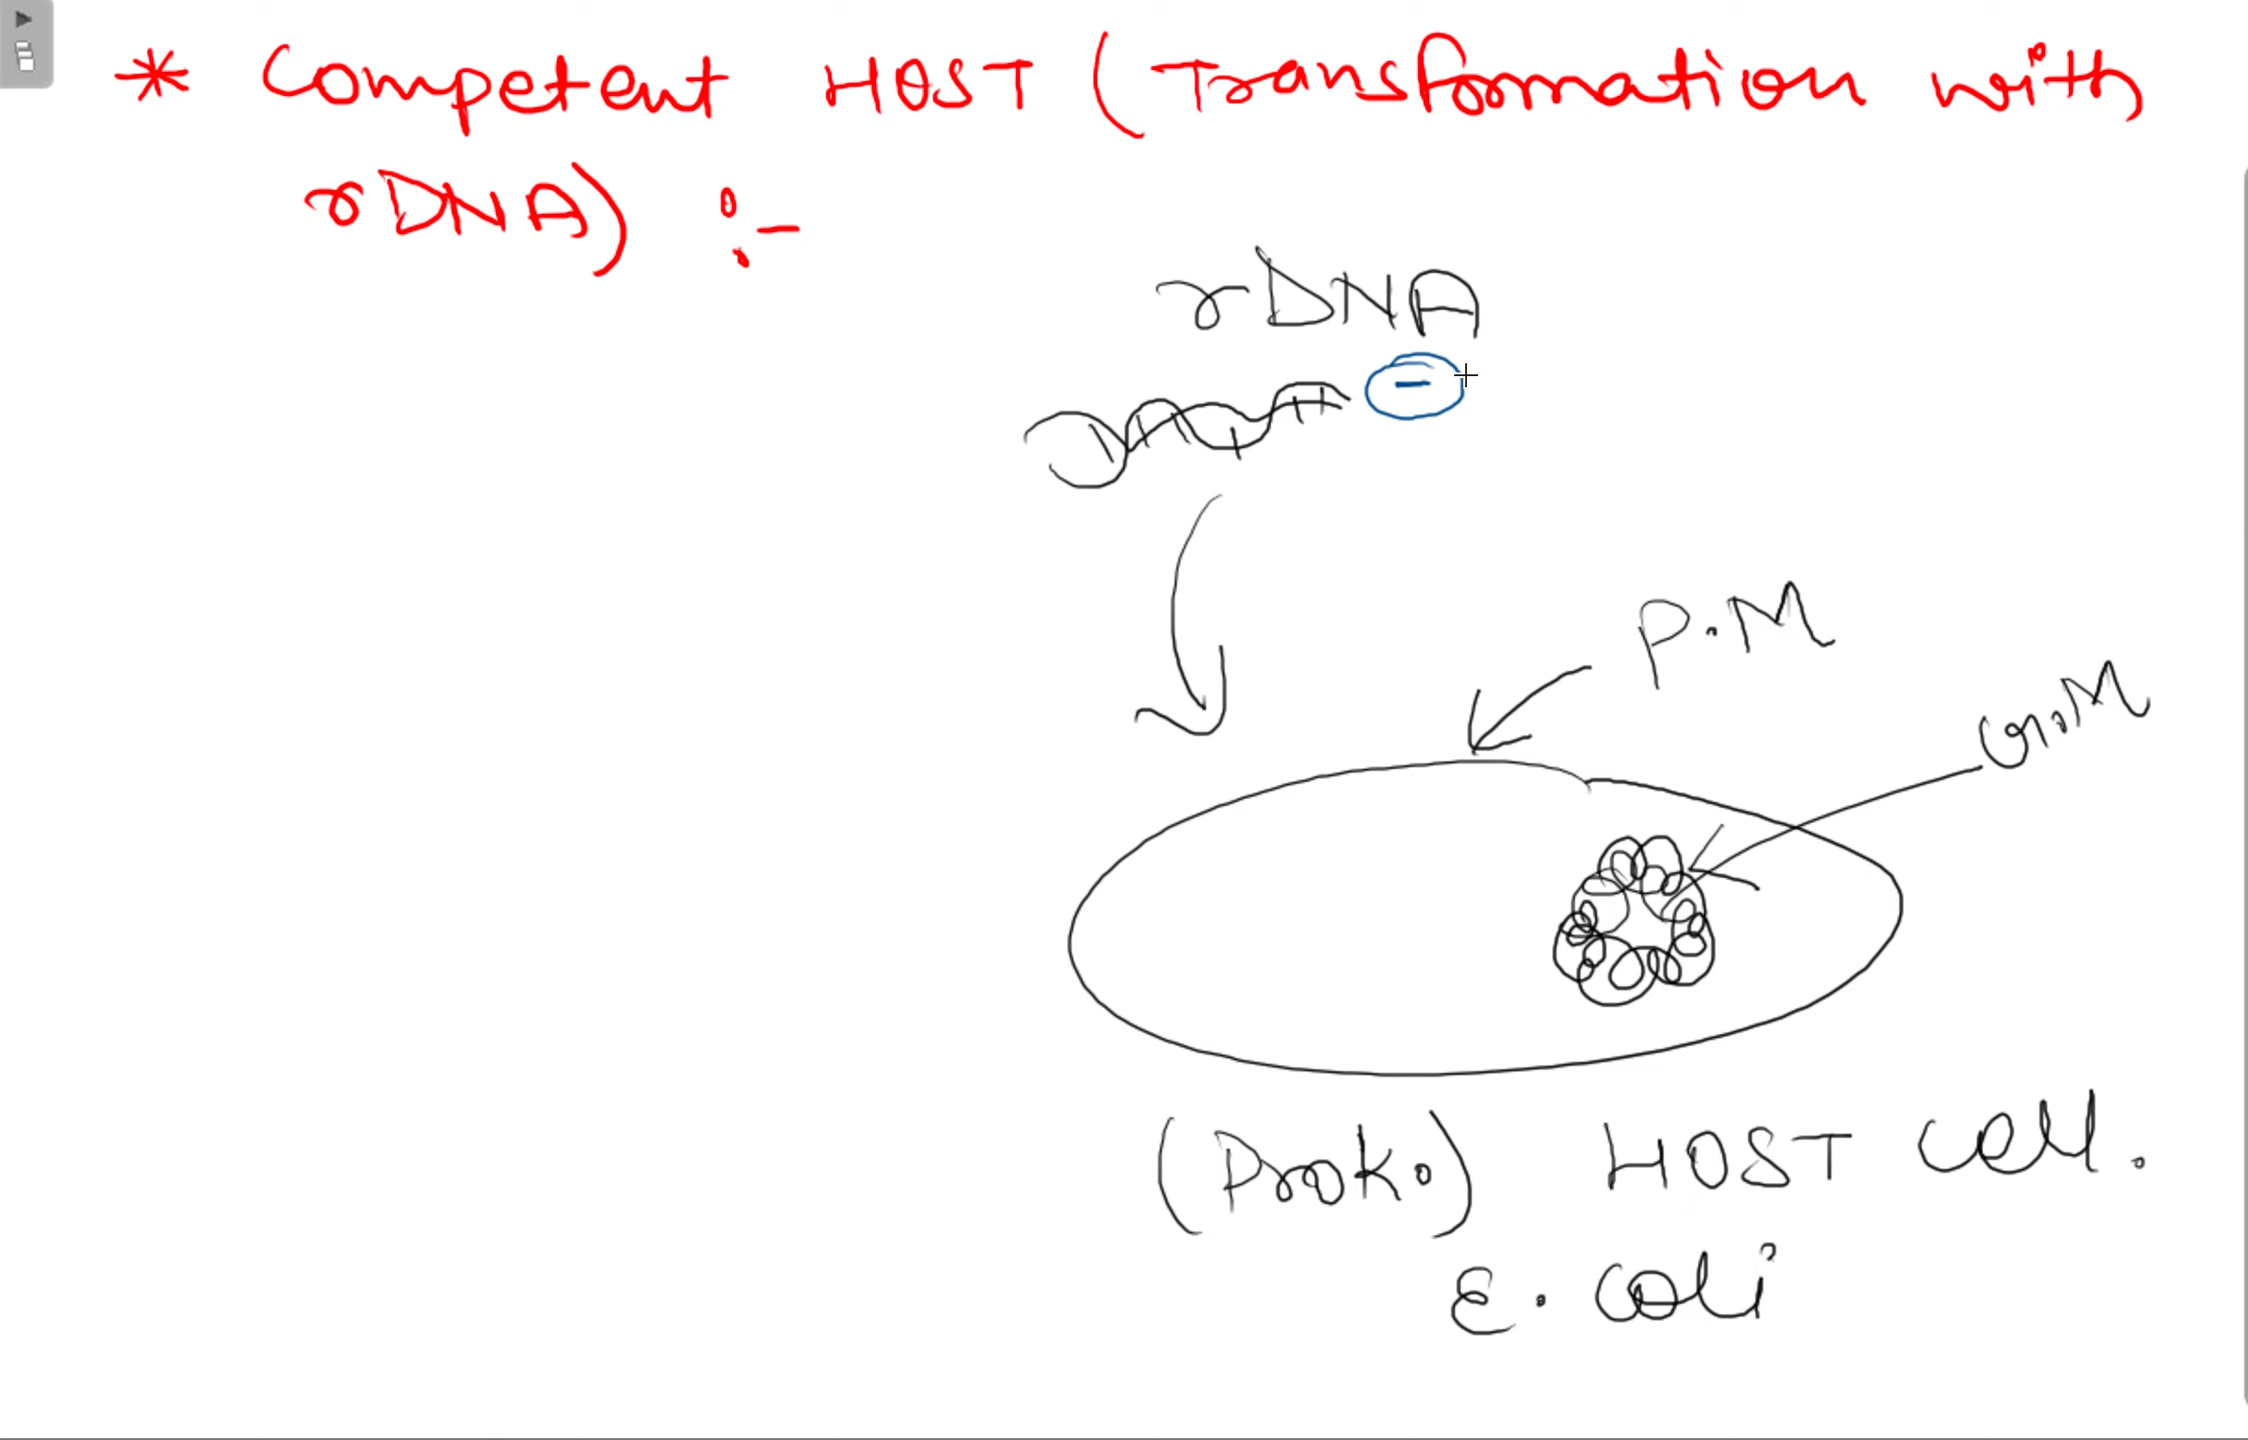 * Competent HOST (Transformation with
rDNA) :-
rDNA
-
P.M
G.M
(Proko) HOST cell.
E. coli